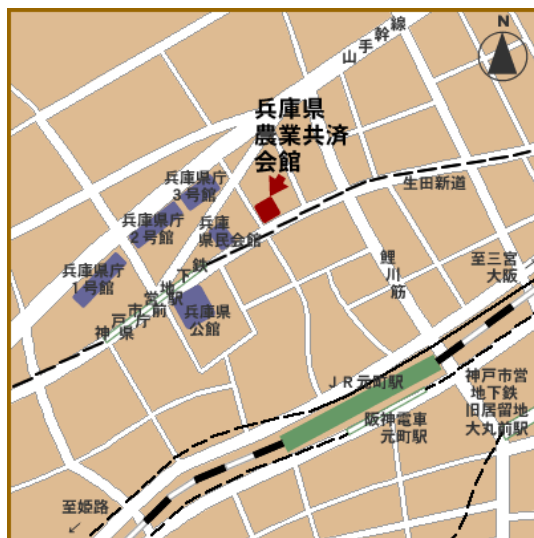 N
山手幹線
兵庫県
農業共済
会館
生田新道
兵庫県庁
3号館
兵庫県庁
2号館
兵庫
県民会館
兵庫県庁
1号館
神戸市営地下鉄
県庁前駅
兵庫県
公館
鯉川筋
至三宮
大阪
JR元町駅
阪神電車
元町駅
神戸市営
地下鉄
旧居留地
大丸前駅
至姫路
↙